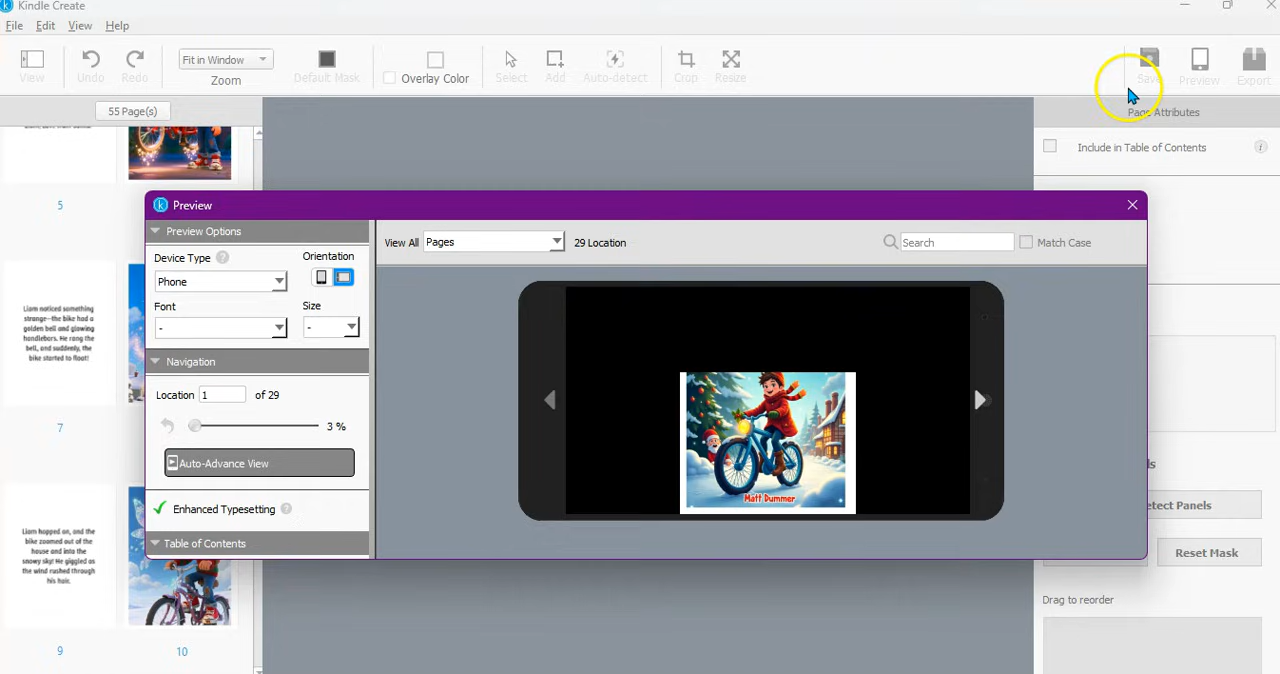 Kindle Create
File Edit View Help
View Undo Redo Fit in Window Zoom Default Mask Overlay Color Select Add Auto-detect Crop Resize Save Preview Export
55 Page(s)
Page Attributes
Include in Table of Contents
5
Preview
Preview Options
Device Type
Orientation
Phone
Font
Size
-
-
Navigation
Location 1 of 29
3 %
Auto-Advance View
Enhanced Typesetting
Table of Contents
View All Pages 29 Location
Search
Match Case
Matt Dummer
Liam noticed something
strange—the bike had a
golden bell and glowing
handlebars. He rang the
bell, and suddenly, the
bike started to float!
7
Liam hopped on, and the
bike zoomed out of the
house and into the
snowy sky! He giggled as
the wind rushed through
his hair.
9
10
etect Panels
Reset Mask
Drag to reorder